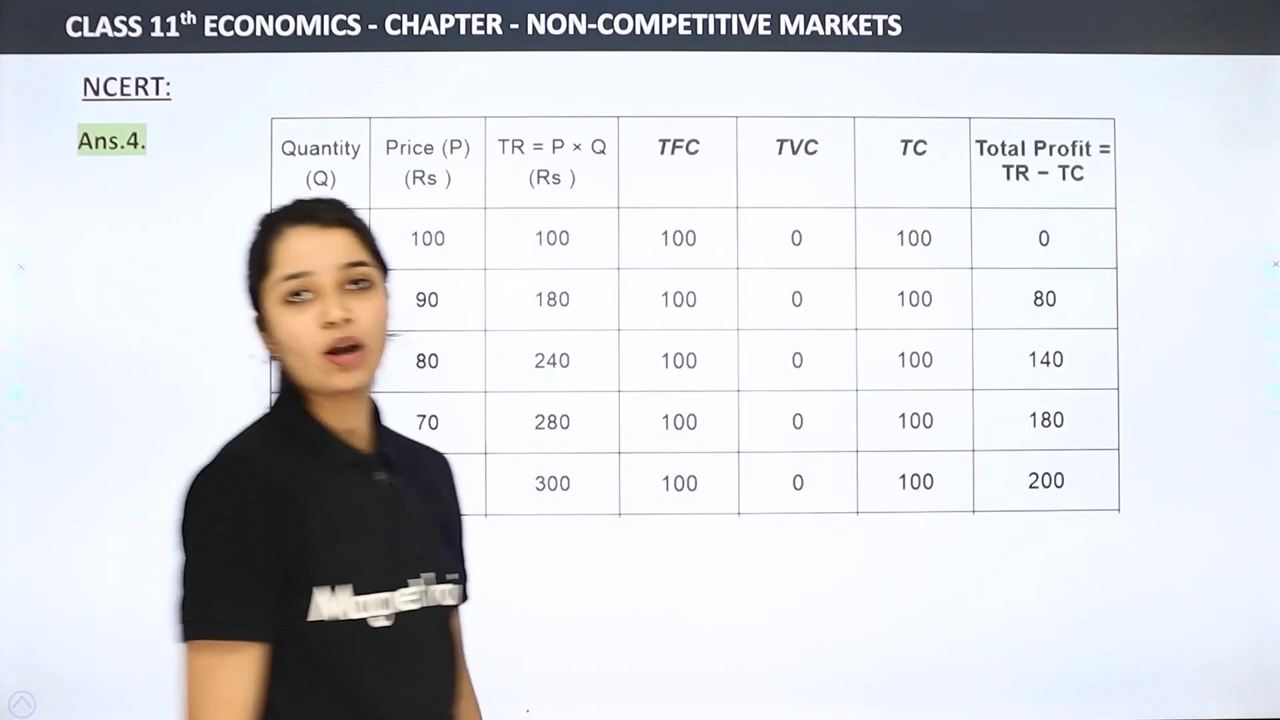 CLASS 11th ECONOMICS - CHAPTER - NON-COMPETITIVE MARKETS
NCERT:
Ans.4.
Quantity (Q) Price (P) (Rs ) TR = P × Q (Rs ) TFC TVC TC Total Profit = TR − TC
100 100 100 0 100 0
90 180 100 0 100 80
80 240 100 0 100 140
70 280 100 0 100 180
300 100 0 100 200